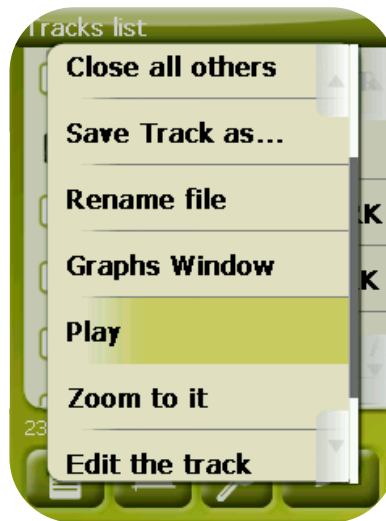 Tracks list
Close all others
Save Track as...
Rename file
K
Graphs Window
K
Play
Zoom to it
23
Edit the track